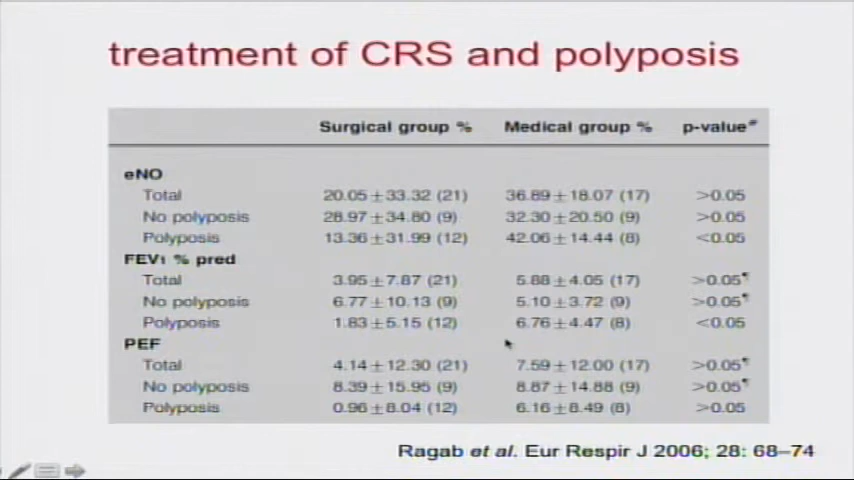 treatment of CRS and polyposis
Surgical group % Medical group % p-value#
eNO
Total 20.05±33.32 (21) 36.89±18.07 (17) >0.05
No polyposis 28.97±34.80 (9) 32.30±20.50 (9) >0.05
Polyposis 13.36±31.99 (12) 42.06±14.44 (8) <0.05
FEV1 % pred
Total 3.95±7.87 (21) 5.88±4.05 (17) >0.05¶
No polyposis 6.77±10.13 (9) 5.10±3.72 (9) >0.05¶
Polyposis 1.83±5.15 (12) 6.76±4.47 (8) <0.05
PEF
Total 4.14±12.30 (21) 7.59±12.00 (17) >0.05¶
No polyposis 8.39±15.95 (9) 8.87±14.88 (9) >0.05¶
Polyposis 0.96±8.04 (12) 6.16±8.49 (8) >0.05
Ragab et al. Eur Respir J 2006; 28: 68–74